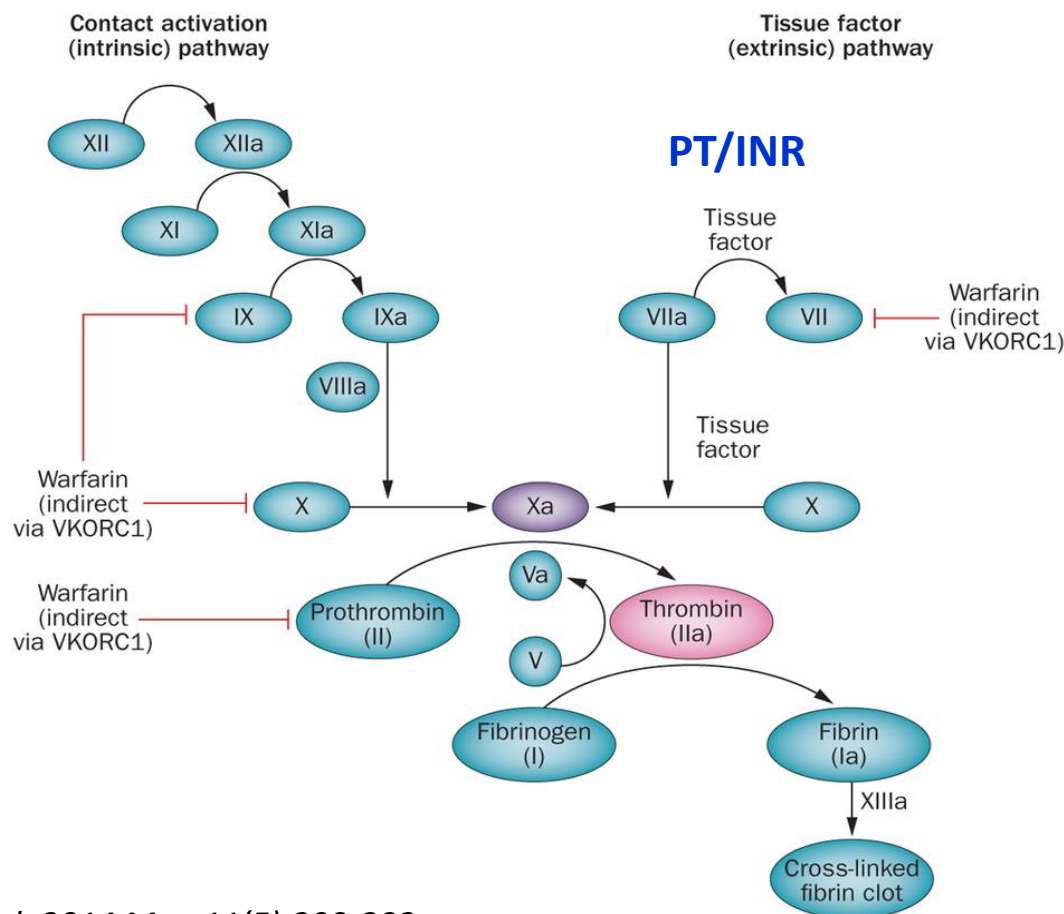 Contact activation
(intrinsic) pathway
Tissue factor
(extrinsic) pathway
PT/INR
XII
XIIa
XI
XIa
IX
IXa
VIIIa
Tissue
factor
VIIa
VII
Warfarin
(indirect
via VKORC1)
Tissue
factor
Warfarin
(indirect
via VKORC1)
X
Xa
X
Warfarin
(indirect
via VKORC1)
Prothrombin
(II)
Va
V
Thrombin
(IIa)
Fibrinogen
(I)
Fibrin
(Ia)
XIIIa
Cross-linked
fibrin clot